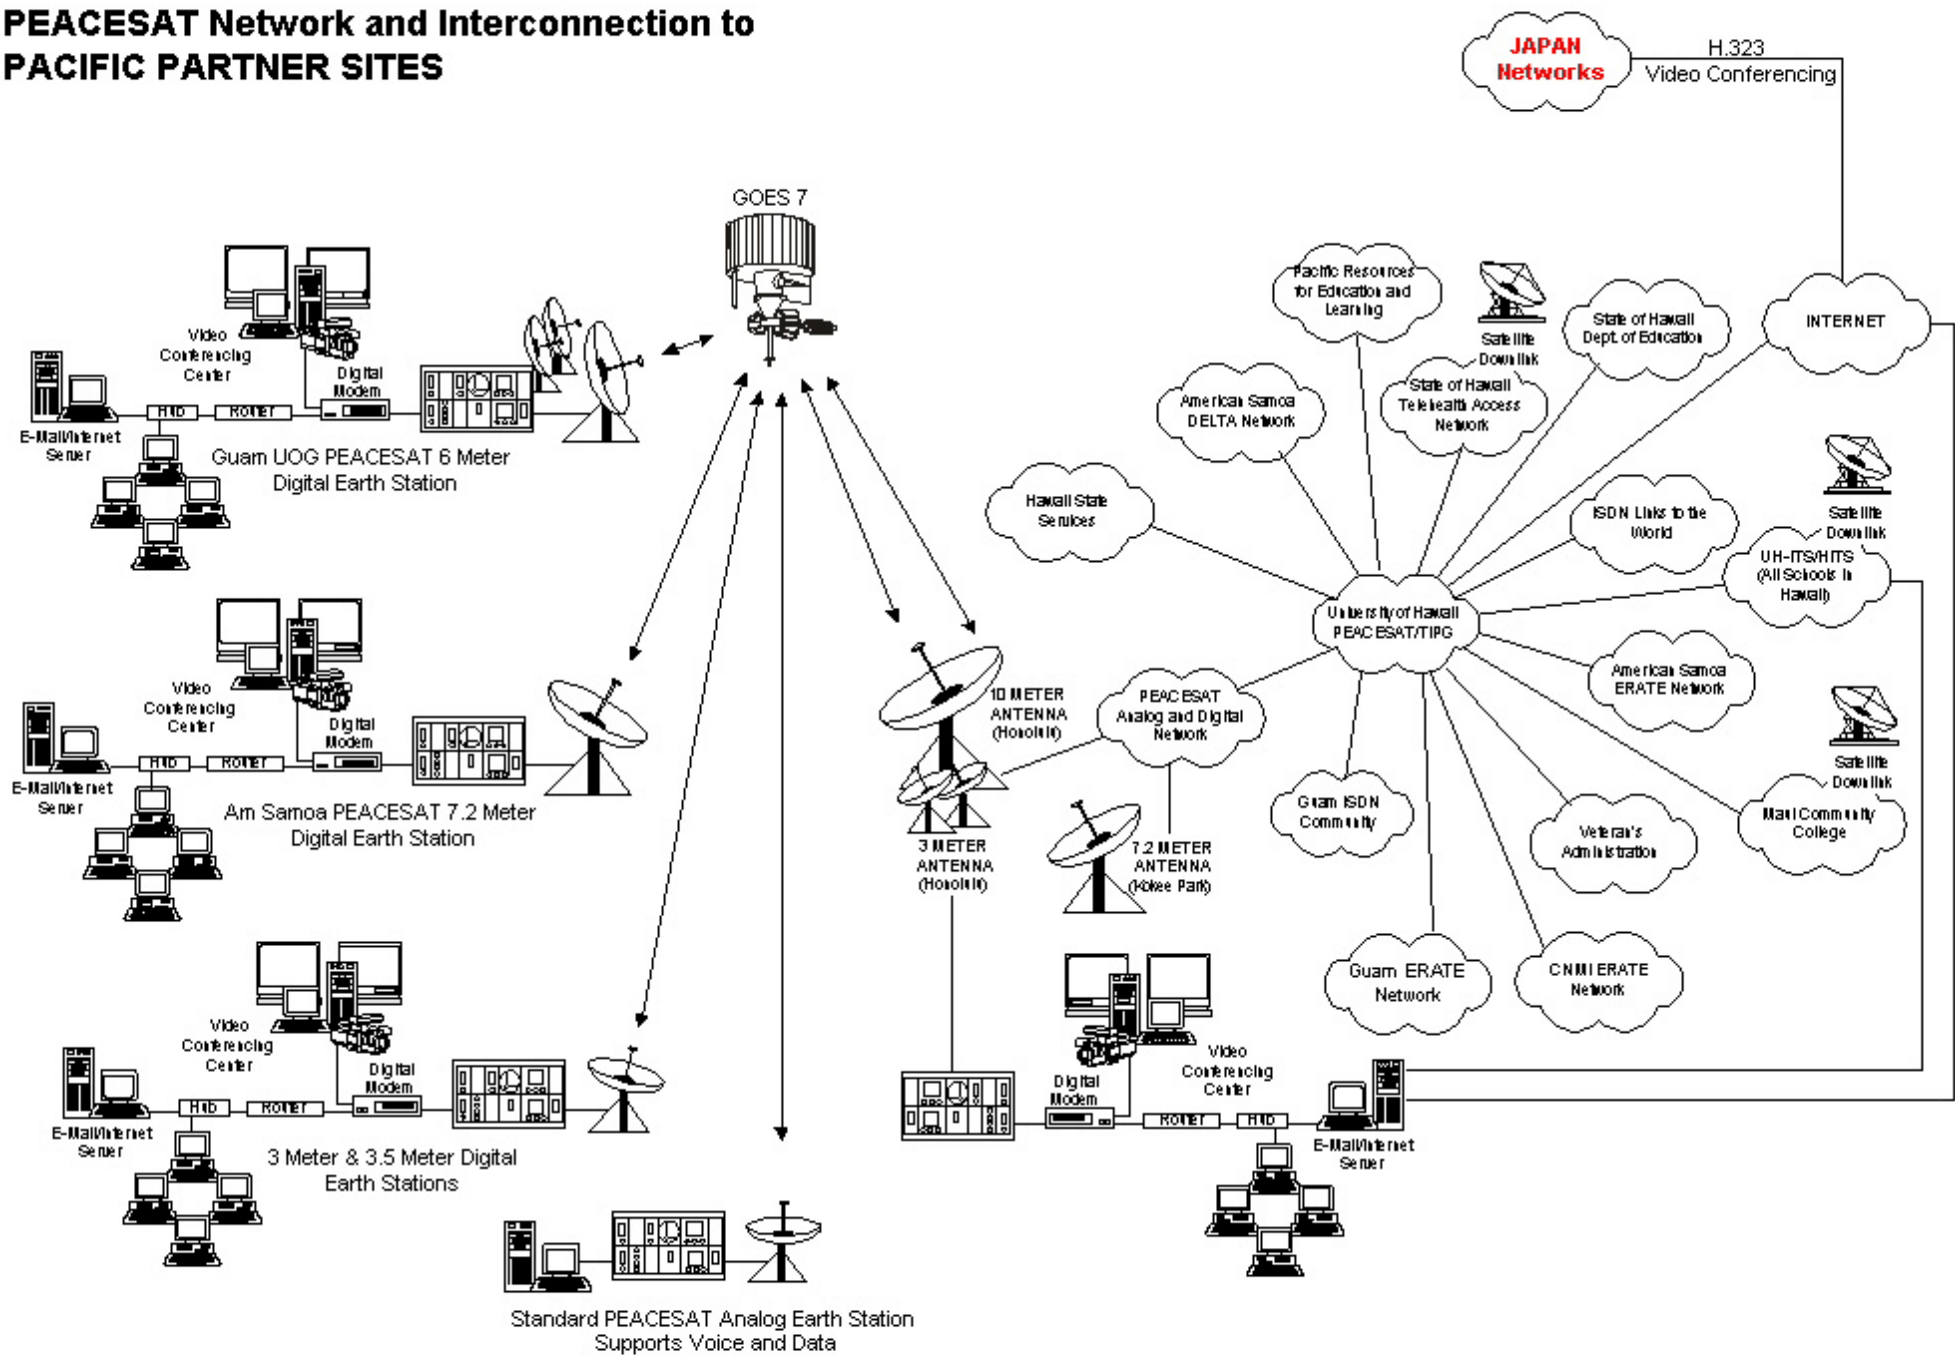 PEACESAT Network and Interconnection to
PACIFIC PARTNER SITES
JAPAN
Networks
H.323
Video Conferencing
GOES 7
INTERNET
Pacific Resources
for Education and
Learning
Satellite
Downlink
State of Hawaii
Dept. of Education
State of Hawaii
Telehealth Access
Network
American Samoa
DELTA Network
Hawaii State
Services
ISDN Links to the
World
Satellite
Downlink
UH-ITS/HITS
(All Schools in
Hawaii)
University of Hawaii
PEACESAT/TIPG
American Samoa
ERATE Network
Satellite
Downlink
Maui Community
College
Veteran's
Administration
CNMI ERATE
Network
Guam ERATE
Network
Guam ISDN
Community
PEACESAT
Analog and Digital
Network
10 METER
ANTENNA
(Honolulu)
3 METER
ANTENNA
(Honolulu)
7.2 METER
ANTENNA
(Kokee Park)
Video
Conferencing
Center
Digital
Modem
Hub
Router
E-Mail/Internet
Server
Guam UOG PEACESAT 6 Meter
Digital Earth Station
Video
Conferencing
Center
Digital
Modem
Hub
Router
E-Mail/Internet
Server
Am Samoa PEACESAT 7.2 Meter
Digital Earth Station
Video
Conferencing
Center
Digital
Modem
Hub
Router
E-Mail/Internet
Server
3 Meter & 3.5 Meter Digital
Earth Stations
Digital
Modem
Video
Conferencing
Center
Router
Hub
E-Mail/Internet
Server
Standard PEACESAT Analog Earth Station
Supports Voice and Data